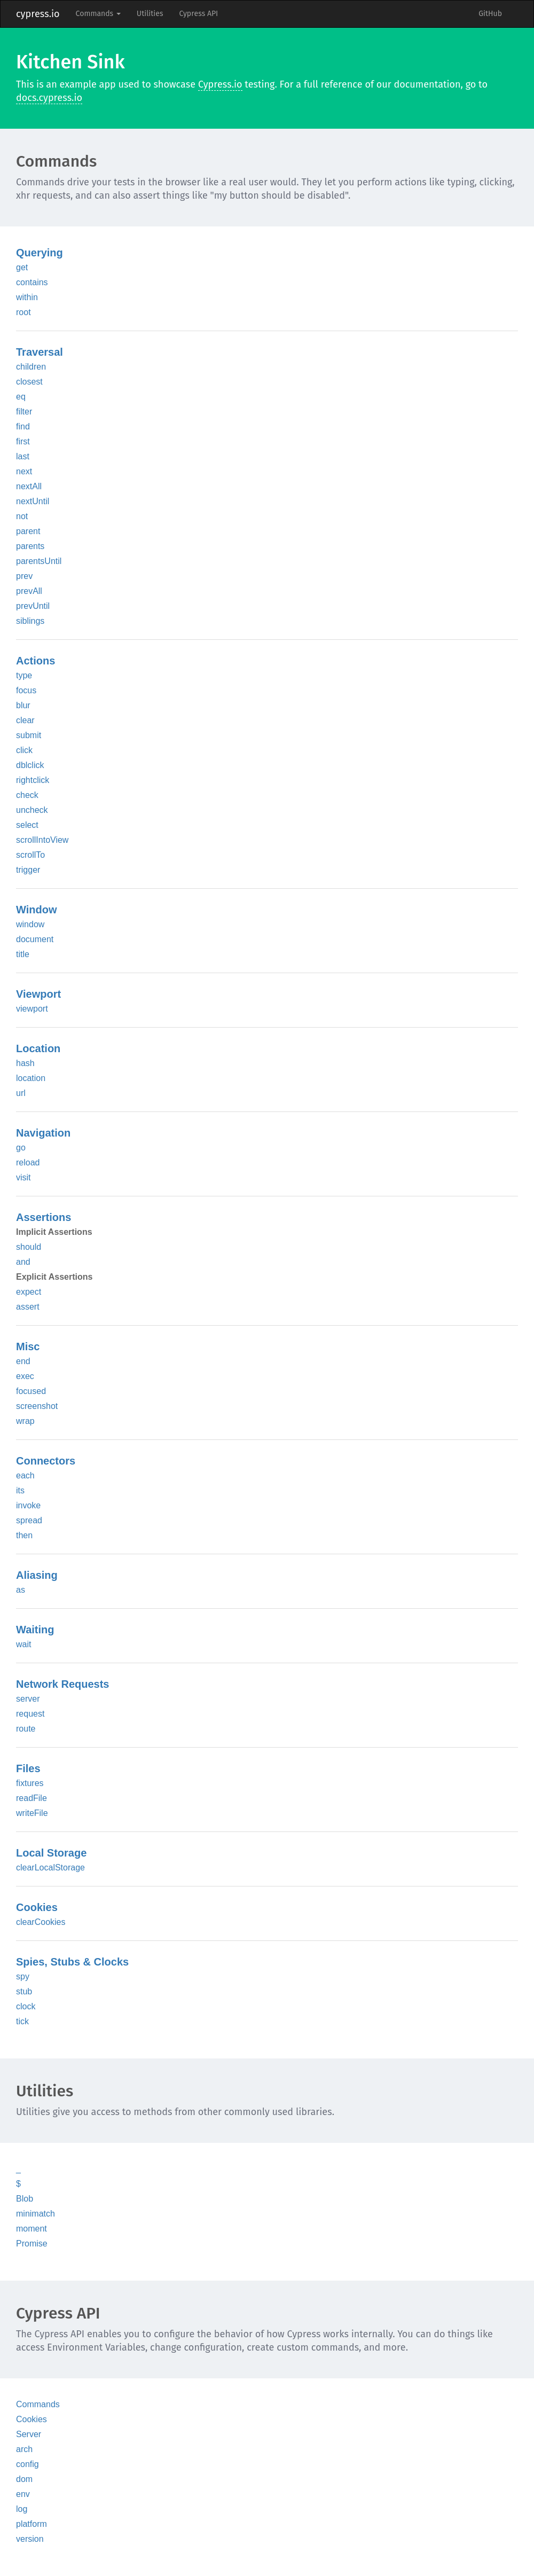 cypress.io Commands Utilities Cypress API GitHub
Kitchen Sink
This is an example app used to showcase Cypress.io testing. For a full reference of our documentation, go to
docs.cypress.io
Commands
Commands drive your tests in the browser like a real user would. They let you perform actions like typing, clicking,
xhr requests, and can also assert things like "my button should be disabled".
Querying
get
contains
within
root
Traversal
children
closest
eq
filter
find
first
last
next
nextAll
nextUntil
not
parent
parents
parentsUntil
prev
prevAll
prevUntil
siblings
Actions
type
focus
blur
clear
submit
click
dblclick
rightclick
check
uncheck
select
scrollIntoView
scrollTo
trigger
Window
window
document
title
Viewport
viewport
Location
hash
location
url
Navigation
go
reload
visit
Assertions
Implicit Assertions
should
and
Explicit Assertions
expect
assert
Misc
end
exec
focused
screenshot
wrap
Connectors
each
its
invoke
spread
then
Aliasing
as
Waiting
wait
Network Requests
server
request
route
Files
fixtures
readFile
writeFile
Local Storage
clearLocalStorage
Cookies
clearCookies
Spies, Stubs & Clocks
spy
stub
clock
tick
Utilities
Utilities give you access to methods from other commonly used libraries.
_
$
Blob
minimatch
moment
Promise
Cypress API
The Cypress API enables you to configure the behavior of how Cypress works internally. You can do things like
access Environment Variables, change configuration, create custom commands, and more.
Commands
Cookies
Server
arch
config
dom
env
log
platform
version